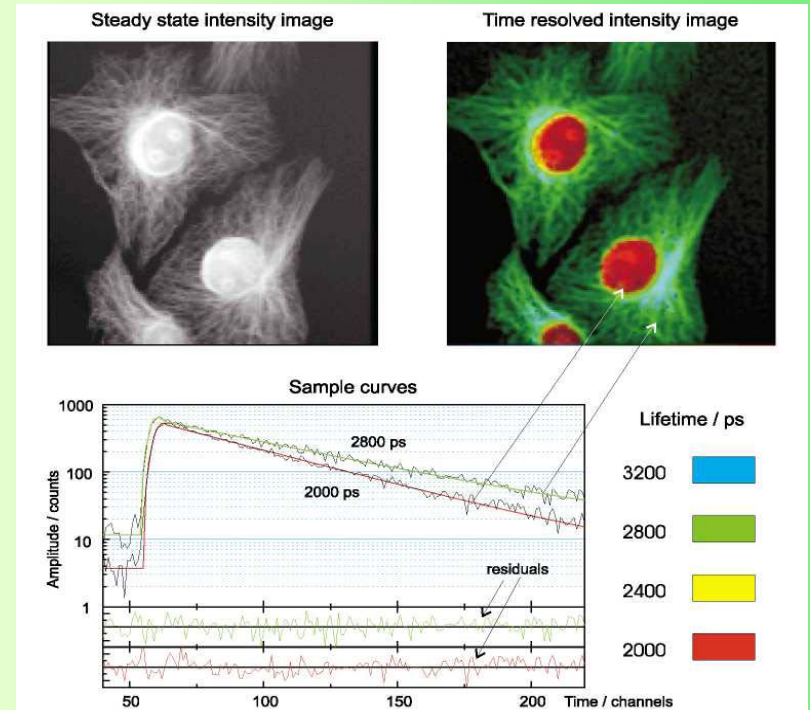 Steady state intensity image
Time resolved intensity image
Sample curves
1000
100
10
1
Amplitude / counts
2800 ps
2000 ps
residuals
50
100
150
200
Time / channels
Lifetime / ps
3200
2800
2400
2000